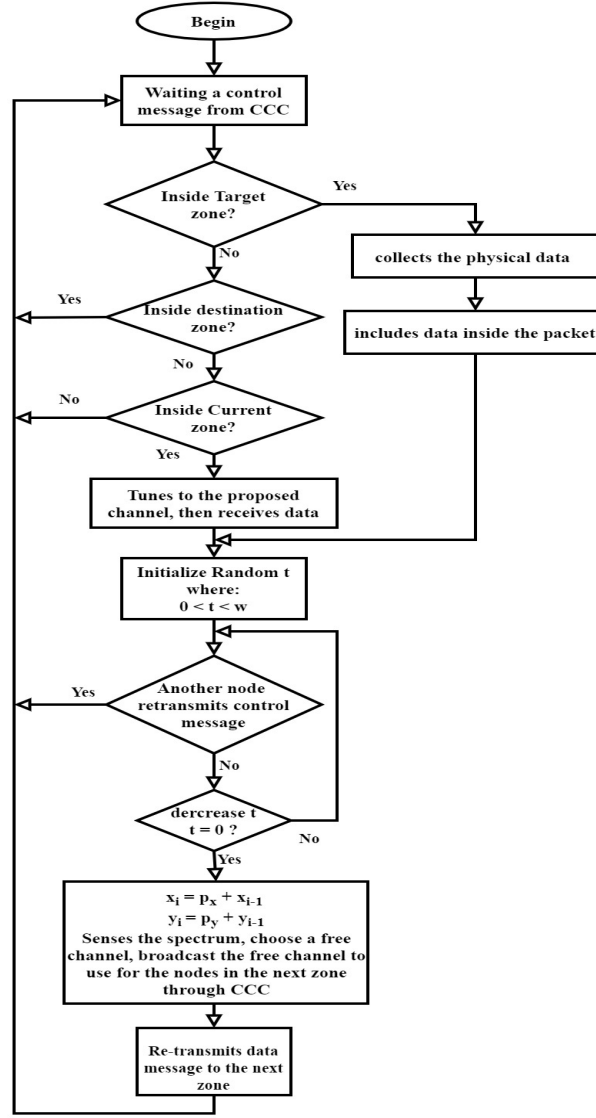 Begin
Waiting a control
message from CCC
Inside Target
zone?
Yes
No
collects the physical data
includes data inside the packet
Inside destination
zone?
Yes
No
Inside Current
zone?
No
Yes
Tunes to the proposed
channel, then receives data
Initialize Random t
where:
0 < t < w
Another node
retransmits control
message
Yes
No
dercrease t
t = 0 ?
No
Yes
xᵢ = pₓ + xᵢ₋₁
yᵢ = p_y + yᵢ₋₁
Senses the spectrum, choose a free
channel, broadcast the free channel to
use for the nodes in the next zone
through CCC
Re-transmits data
message to the next
zone